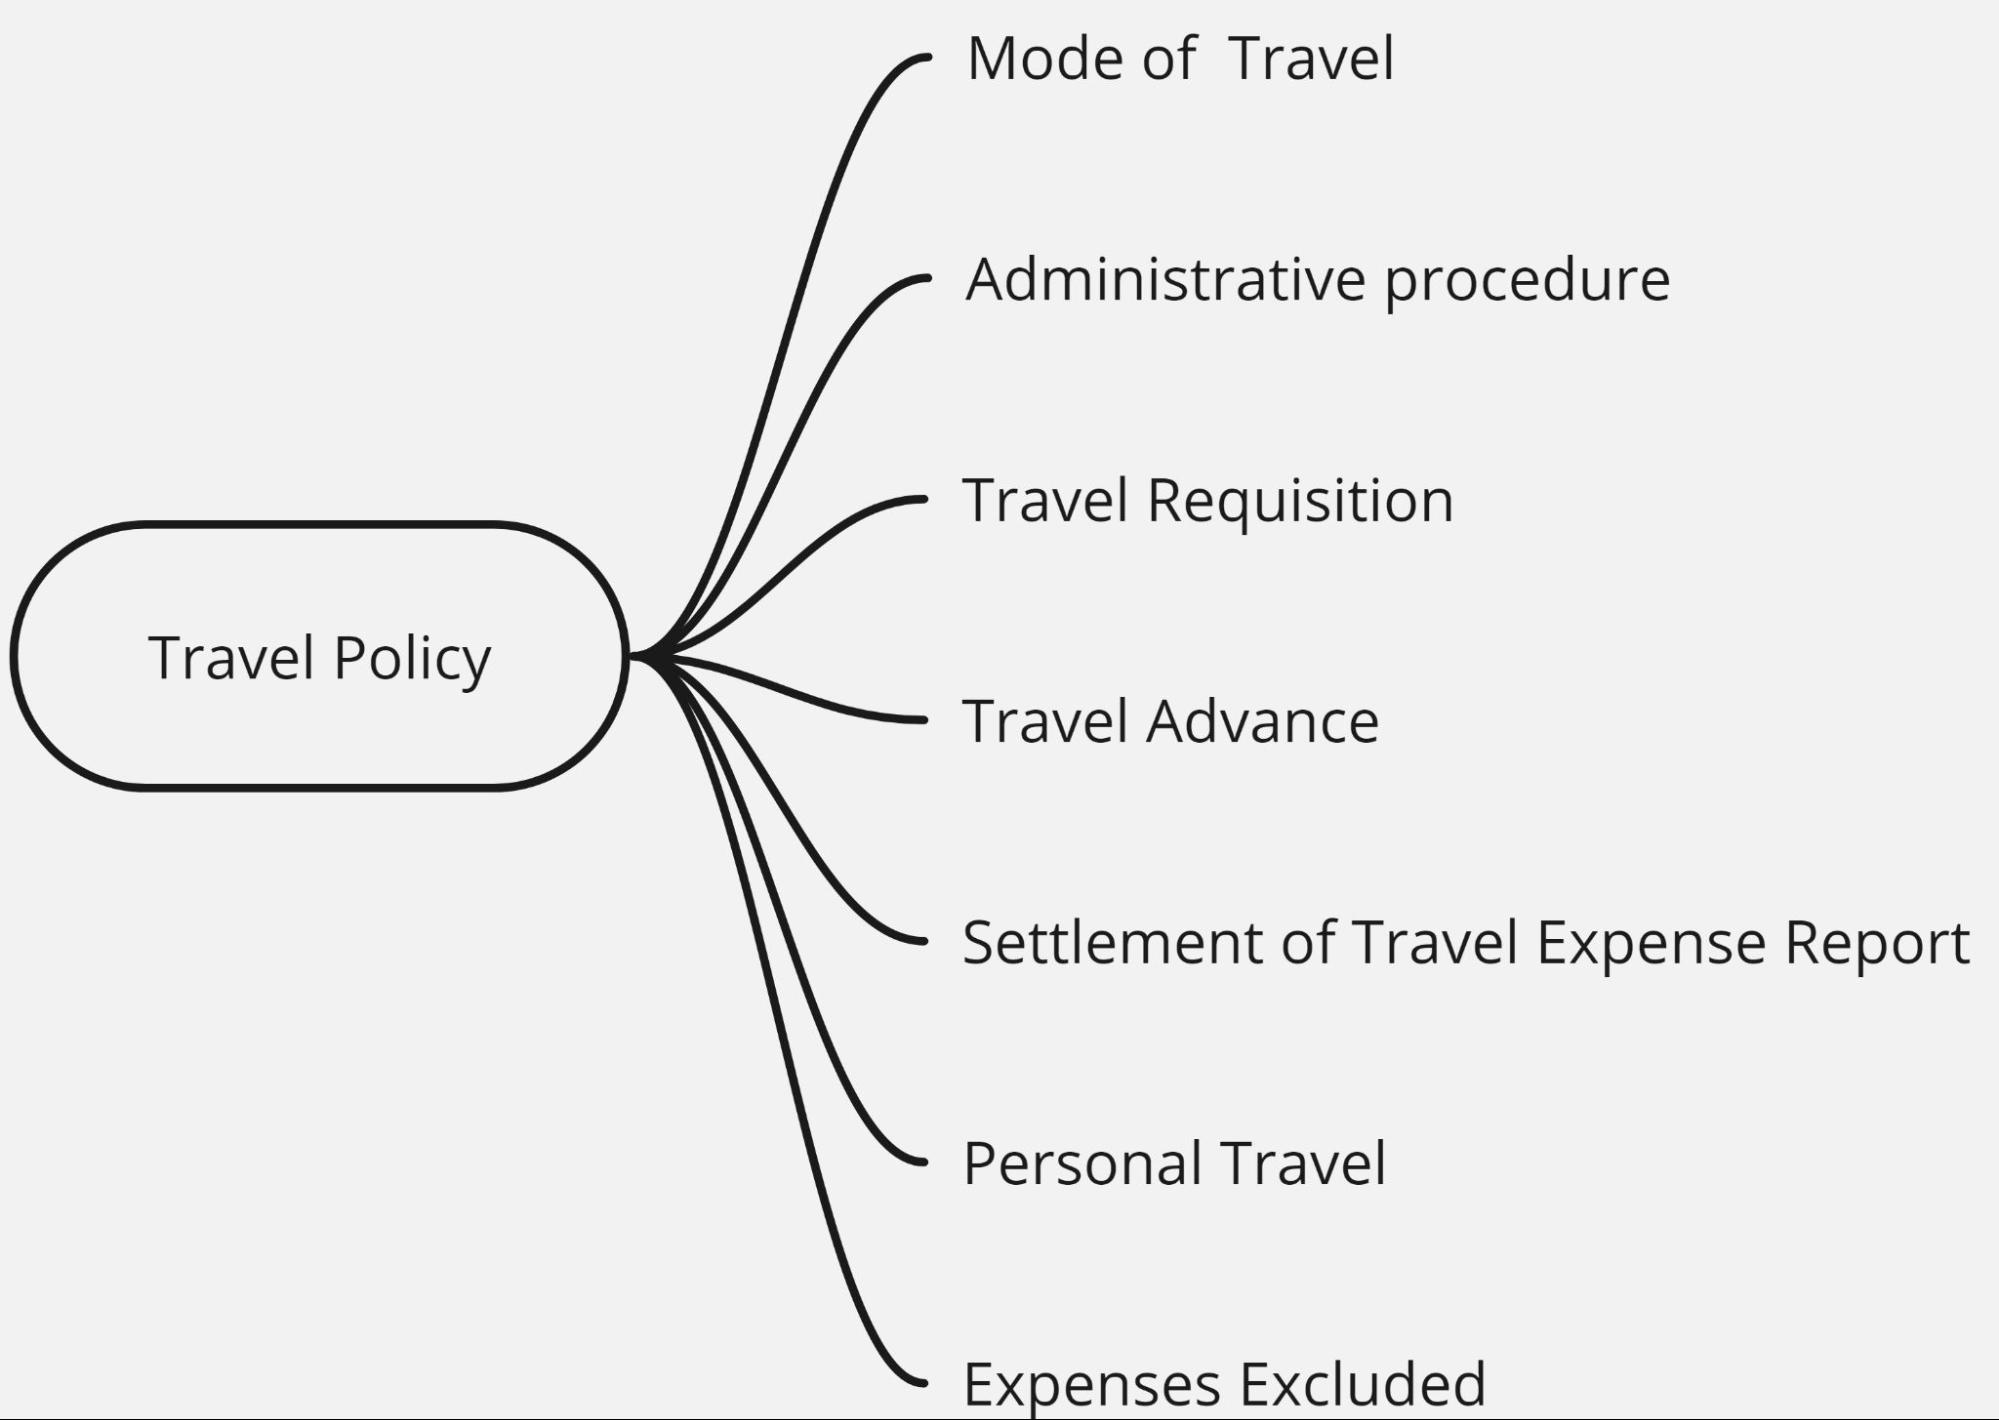 Mode of  Travel
Administrative procedure
Travel Requisition
Travel Policy
Travel Advance
Settlement of Travel Expense Report
Personal Travel
Expenses Excluded